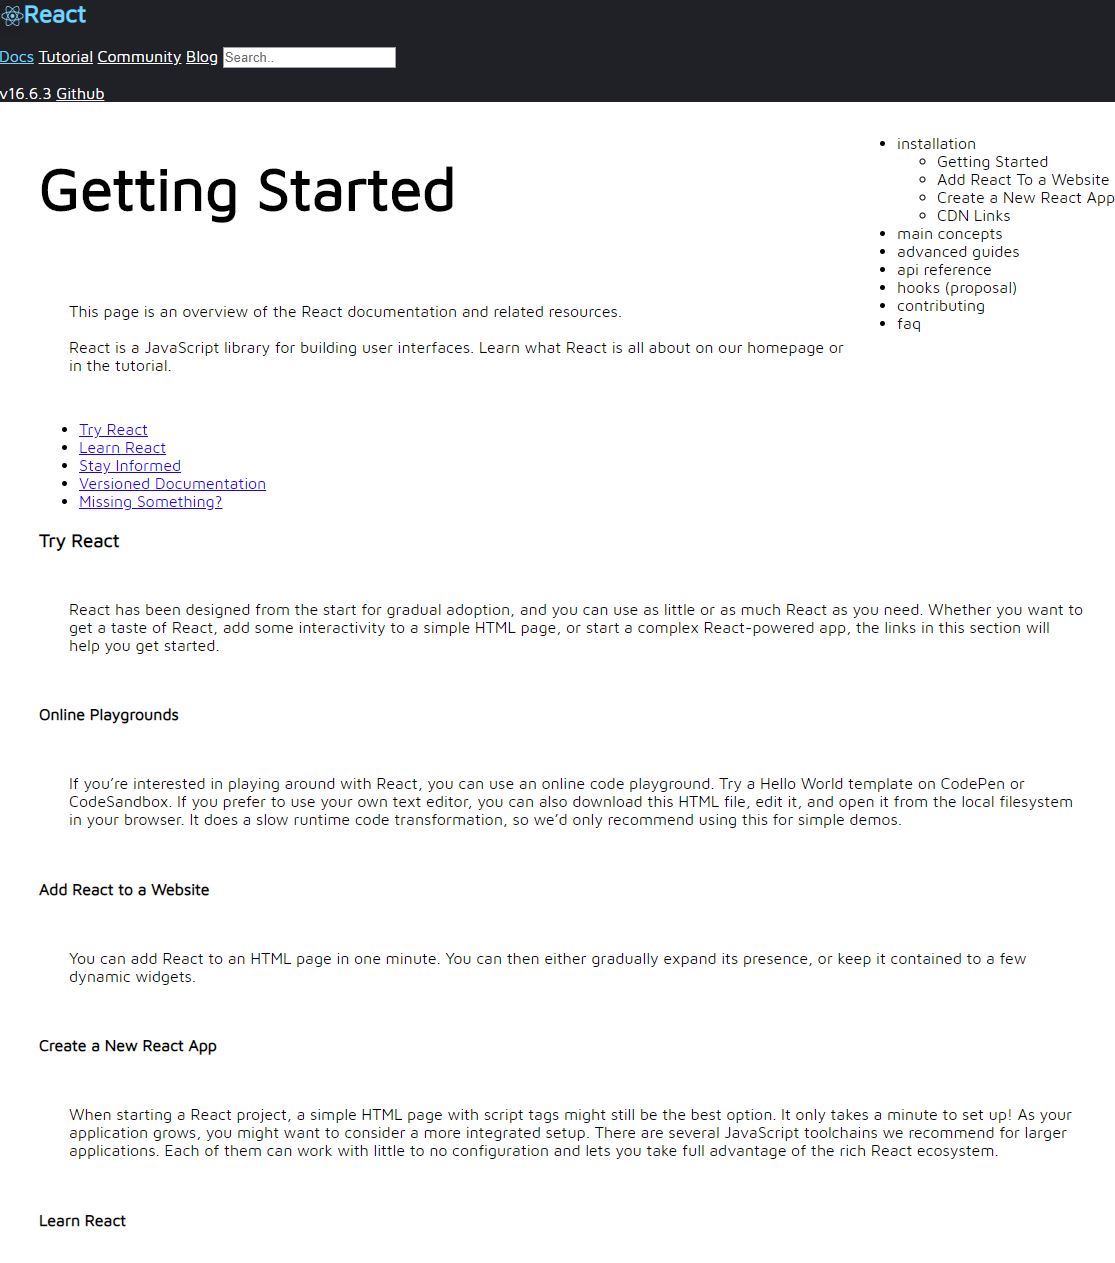 React
Docs Tutorial Community Blog Search..
v16.6.3 Github
Getting Started
This page is an overview of the React documentation and related resources.
React is a JavaScript library for building user interfaces. Learn what React is all about on our homepage or
in the tutorial.
Try React
Learn React
Stay Informed
Versioned Documentation
Missing Something?
installation
Getting Started
Add React To a Website
Create a New React App
CDN Links
main concepts
advanced guides
api reference
hooks (proposal)
contributing
faq
Try React
React has been designed from the start for gradual adoption, and you can use as little or as much React as you need. Whether you want to
get a taste of React, add some interactivity to a simple HTML page, or start a complex React-powered app, the links in this section will
help you get started.
Online Playgrounds
If you’re interested in playing around with React, you can use an online code playground. Try a Hello World template on CodePen or
CodeSandbox. If you prefer to use your own text editor, you can also download this HTML file, edit it, and open it from the local filesystem
in your browser. It does a slow runtime code transformation, so we’d only recommend using this for simple demos.
Add React to a Website
You can add React to an HTML page in one minute. You can then either gradually expand its presence, or keep it contained to a few
dynamic widgets.
Create a New React App
When starting a React project, a simple HTML page with script tags might still be the best option. It only takes a minute to set up! As your
application grows, you might want to consider a more integrated setup. There are several JavaScript toolchains we recommend for larger
applications. Each of them can work with little to no configuration and lets you take full advantage of the rich React ecosystem.
Learn React